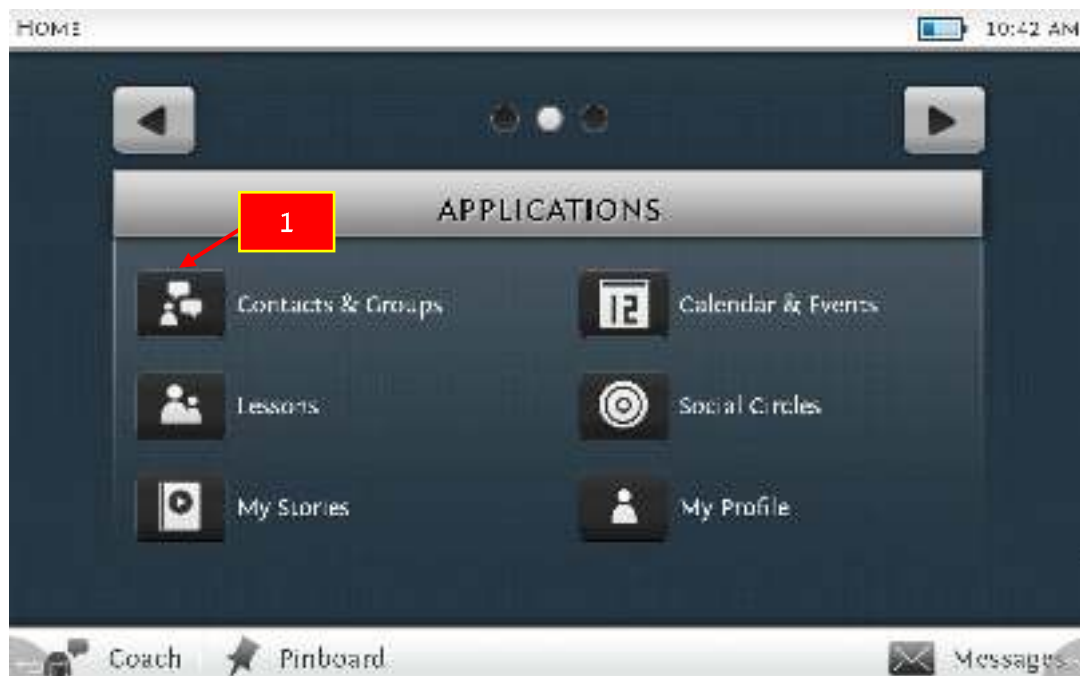 HOME 10:42 AM
APPLICATIONS
1
Contacts & Groups
Calendar & Events
12
Lessons
Social Circles
My Stories
My Profile
Coach
Pinboard
Messages